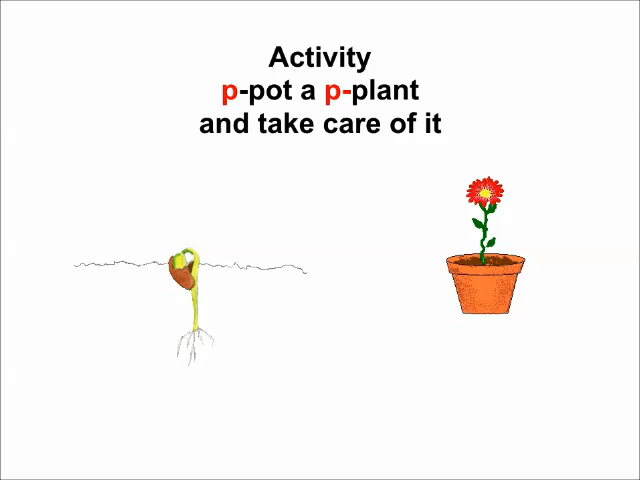 Activity
p-pot a p-plant
and take care of it